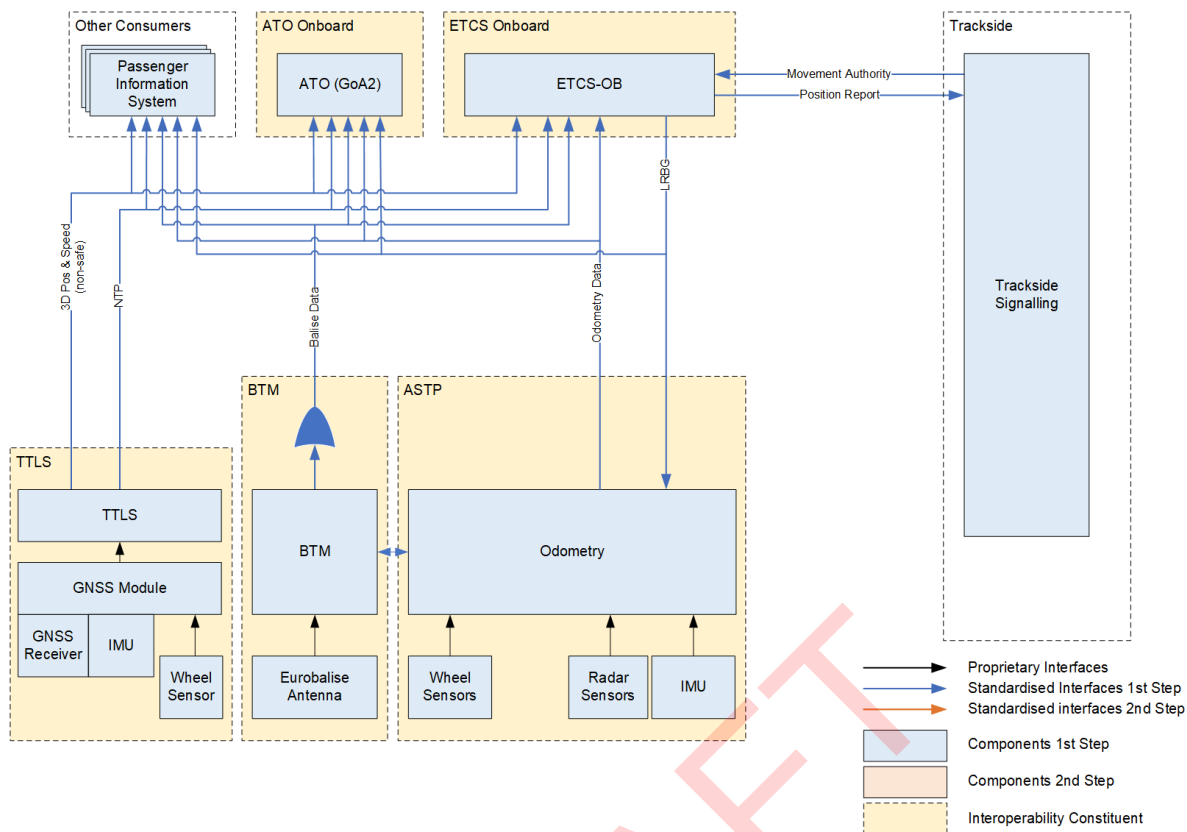 Other Consumers
Passenger
Information
System
ATO Onboard
ATO (GoA2)
ETCS Onboard
ETCS-OB
Movement Authority
Position Report
Trackside
Trackside
Signalling
3D Pos & Speed
(non-safe)
NTP
Balise Data
Odometry Data
LRBG
TTLS
TTLS
GNSS Module
GNSS
Receiver
IMU
Wheel
Sensor
BTM
BTM
Eurobalise
Antenna
ASTP
Odometry
Wheel
Sensors
Radar
Sensors
IMU
Proprietary Interfaces
Standardised Interfaces 1st Step
Standardised interfaces 2nd Step
Components 1st Step
Components 2nd Step
Interoperability Constituent